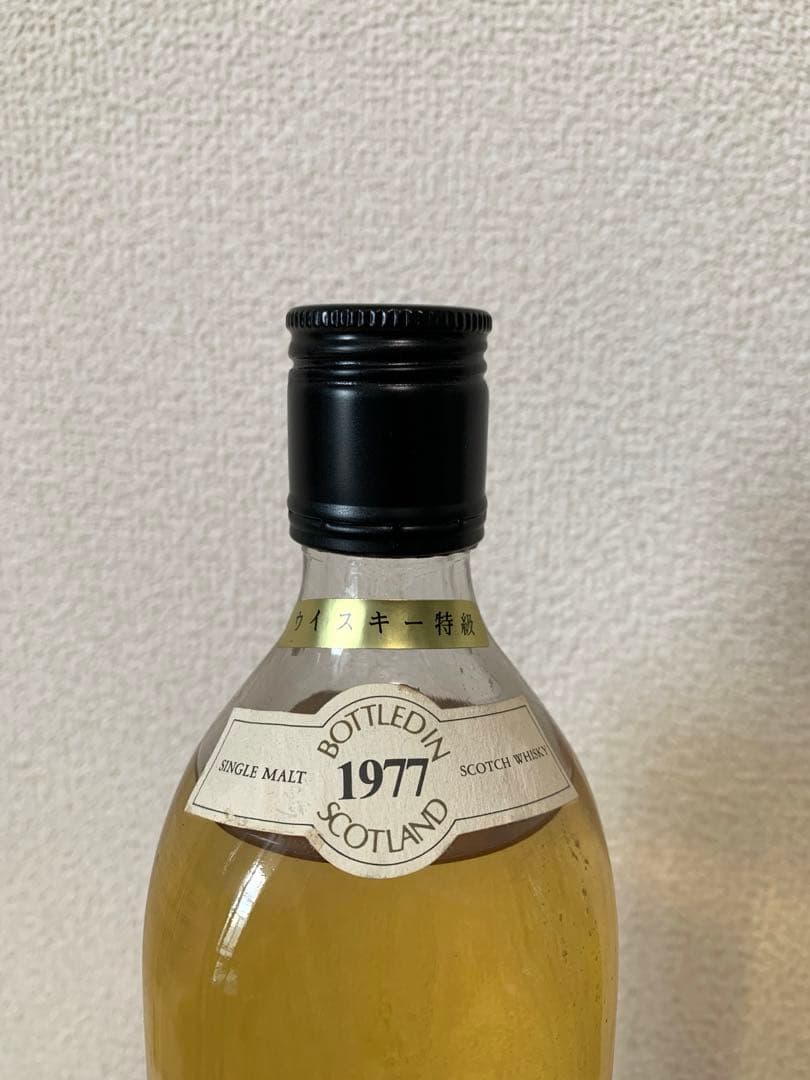 ウイスキー特級
BOTTLED IN
SINGLE MALT
1977
SCOTCH WHISKY
SCOTLAND